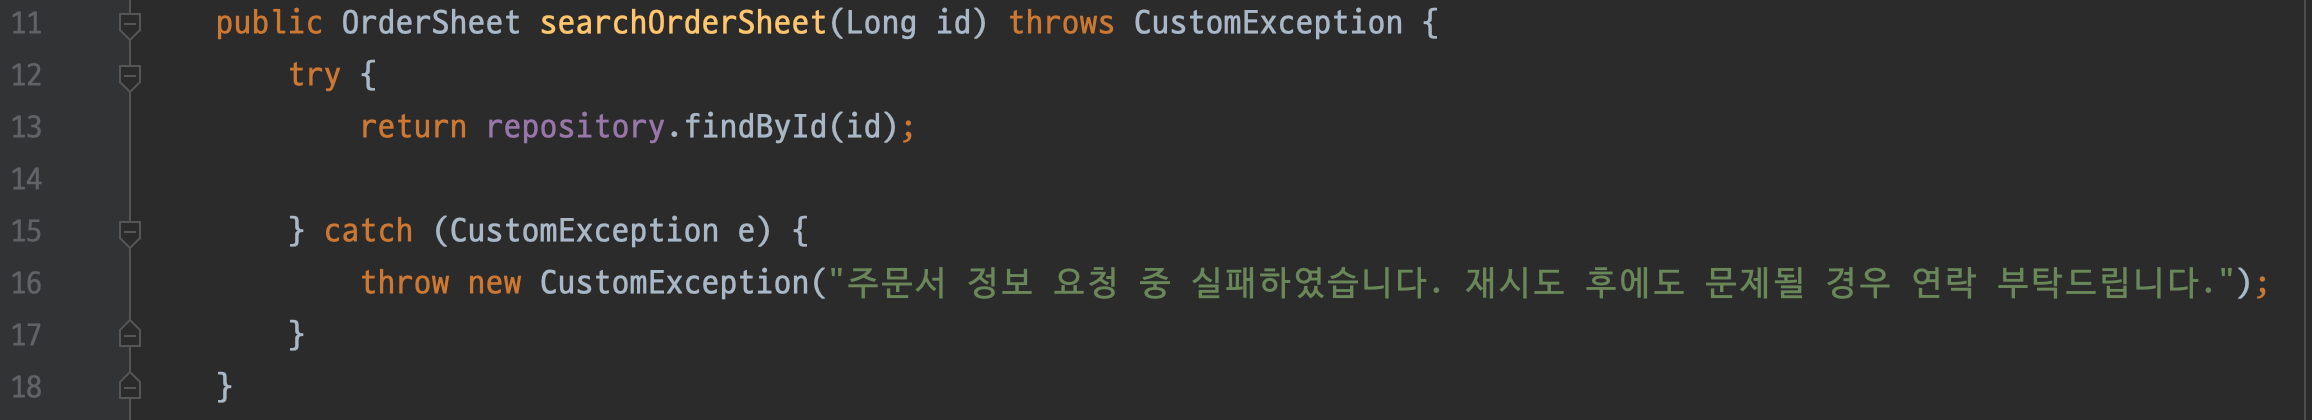 11 public OrderSheet searchOrderSheet(Long id) throws CustomException {
12 try {
13 return repository.findById(id);
14
15 } catch (CustomException e) {
16 throw new CustomException("주문서 정보 요청 중 실패하였습니다. 재시도 후에도 문제될 경우 연락 부탁드립니다.");
17 }
18 }